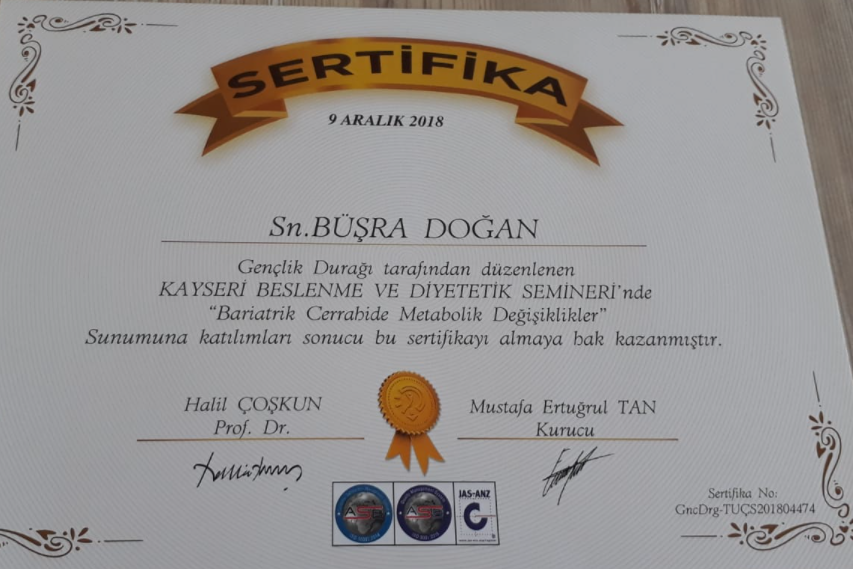 SERTİFİKA
9 ARALIK 2018
Sn.BÜŞRA DOĞAN
Gençlik Durağı tarafından düzenlenen
KAYSERİ BESLENME VE DİYETETİK SEMİNERİ'nde
"Bariatrik Cerrahide Metabolik Değişiklikler"
Sunumuna katılımları sonucu bu sertifikayı almaya hak kazanmıştır.
Halil ÇOŞKUN
Prof. Dr.
Mustafa Ertuğrul TAN
Kurucu
JAS-ANZ
Sertifika No:
GncDrg-TUÇS201804474